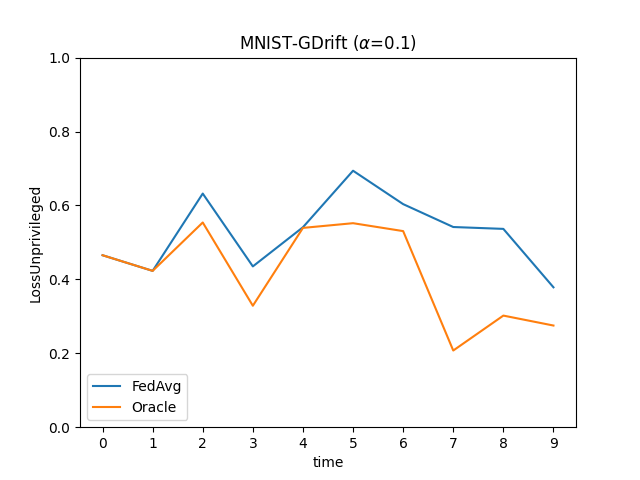 MNIST-GDrift (α=0.1)
1.0
0.8
0.6
0.4
0.2
0.0
LossUnprivileged
FedAvg
Oracle
0 1 2 3 4 5 6 7 8 9
time